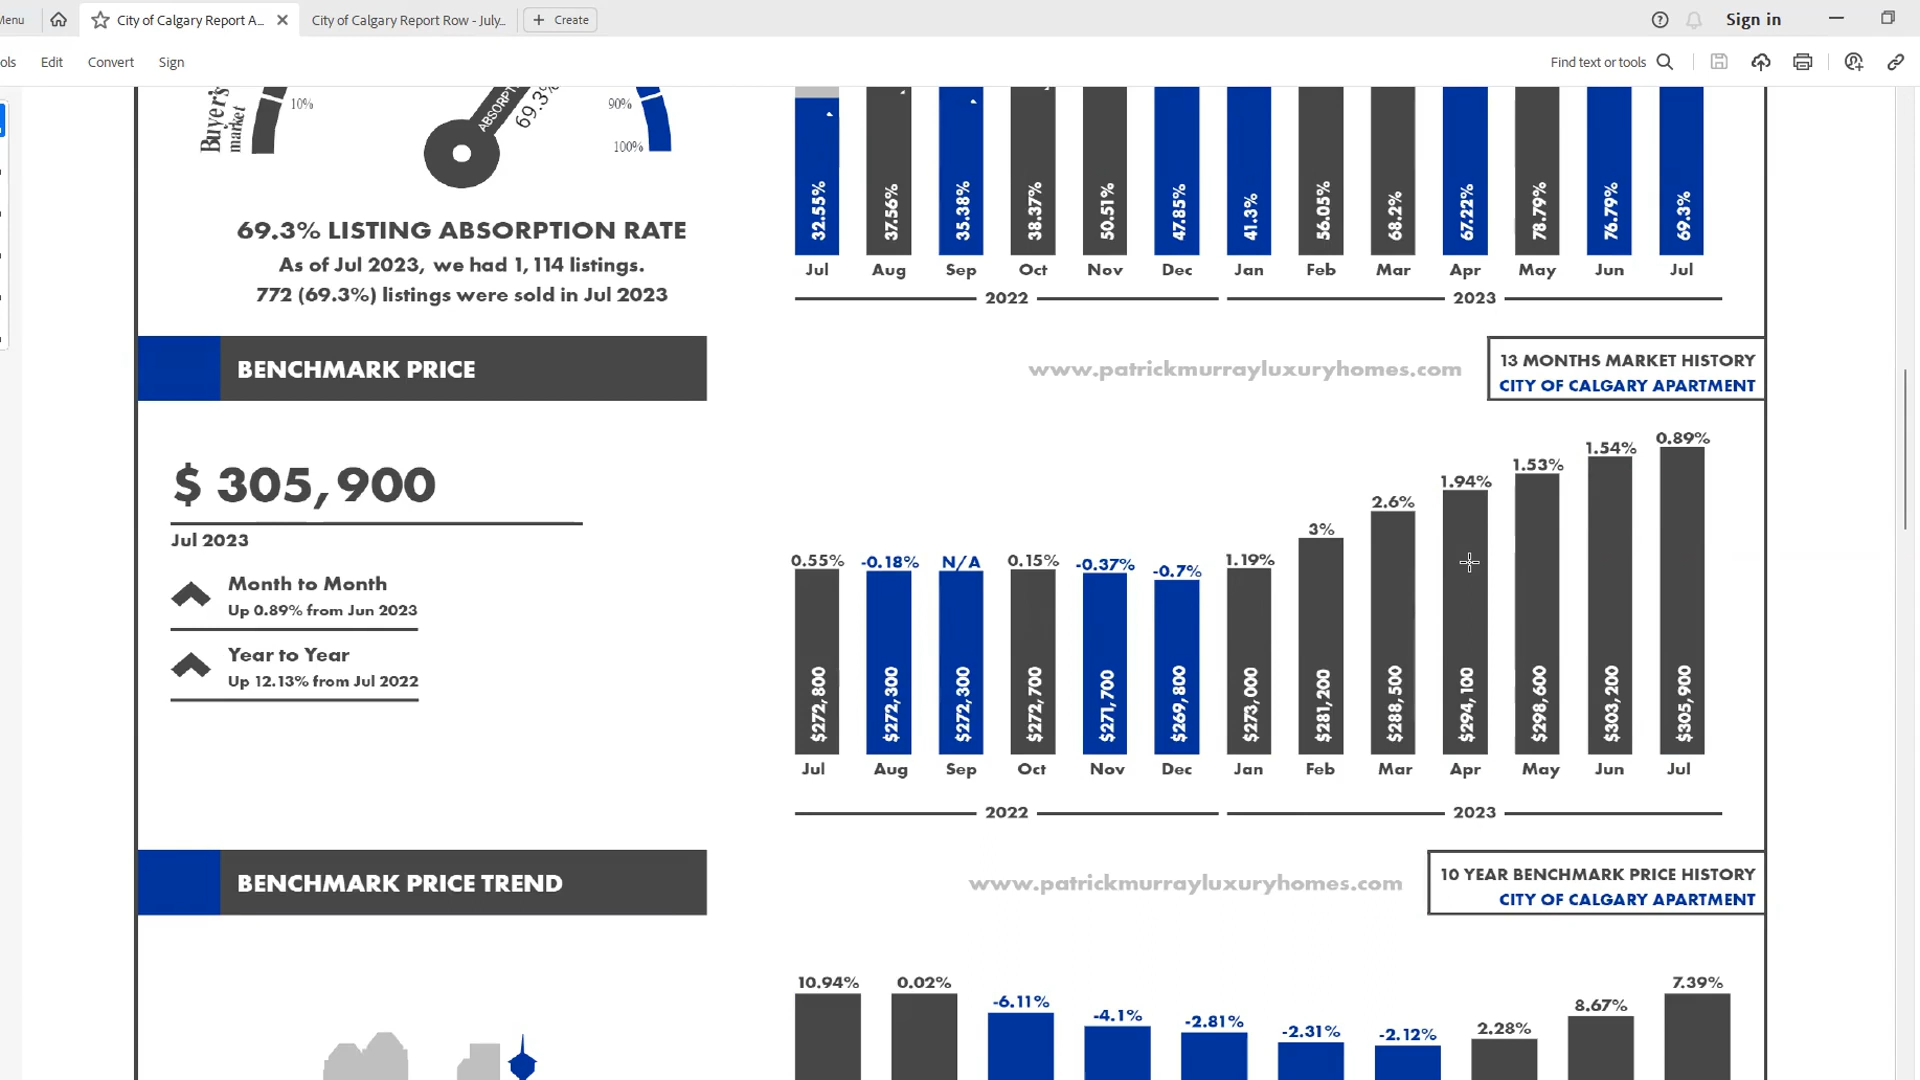 Menu
City of Calgary Report A...
City of Calgary Report Row - July...
+ Create
Sign in
Edit
Convert
Sign
Find text or tools
Buyer's
market
10%
69.3%
90%
100%
69.3% LISTING ABSORPTION RATE
As of Jul 2023, we had 1,114 listings.
772 (69.3%) listings were sold in Jul 2023
32.55% 37.56% 35.38% 38.37% 50.51% 47.85% 41.3% 56.05% 68.2% 67.22% 78.79% 76.79% 69.3%
Jul Aug Sep Oct Nov Dec Jan Feb Mar Apr May Jun Jul
2022 2023
BENCHMARK PRICE
www.patrickmurrayluxuryhomes.com
13 MONTHS MARKET HISTORY
CITY OF CALGARY APARTMENT
$ 305,900
Jul 2023
Month to Month
Up 0.89% from Jun 2023
Year to Year
Up 12.13% from Jul 2022
0.55% -0.18% N/A 0.15% -0.37% -0.7% 1.19% 3% 2.6% 1.94% 1.53% 1.54% 0.89%
$272,800 $272,300 $272,300 $272,700 $271,700 $269,800 $273,000 $281,200 $288,500 $294,100 $298,600 $303,200 $305,900
Jul Aug Sep Oct Nov Dec Jan Feb Mar Apr May Jun Jul
2022 2023
BENCHMARK PRICE TREND
www.patrickmurrayluxuryhomes.com
10 YEAR BENCHMARK PRICE HISTORY
CITY OF CALGARY APARTMENT
10.94% 0.02% -6.11% -4.1% -2.81% -2.31% -2.12% 2.28% 8.67% 7.39%